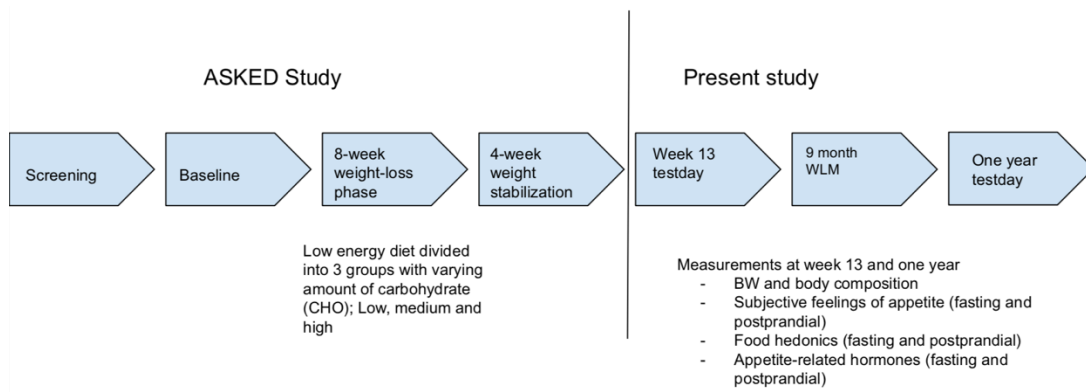 ASKED Study
Present study
Screening
Baseline
8-week
weight-loss
phase
4-week
weight
stabilization
Week 13
testday
9 month
WLM
One year
testday
Low energy diet divided
into 3 groups with varying
amount of carbohydrate
(CHO); Low, medium and
high
Measurements at week 13 and one year
- BW and body composition
- Subjective feelings of appetite (fasting and
postprandial)
- Food hedonics (fasting and postprandial)
- Appetite-related hormones (fasting and
postprandial)